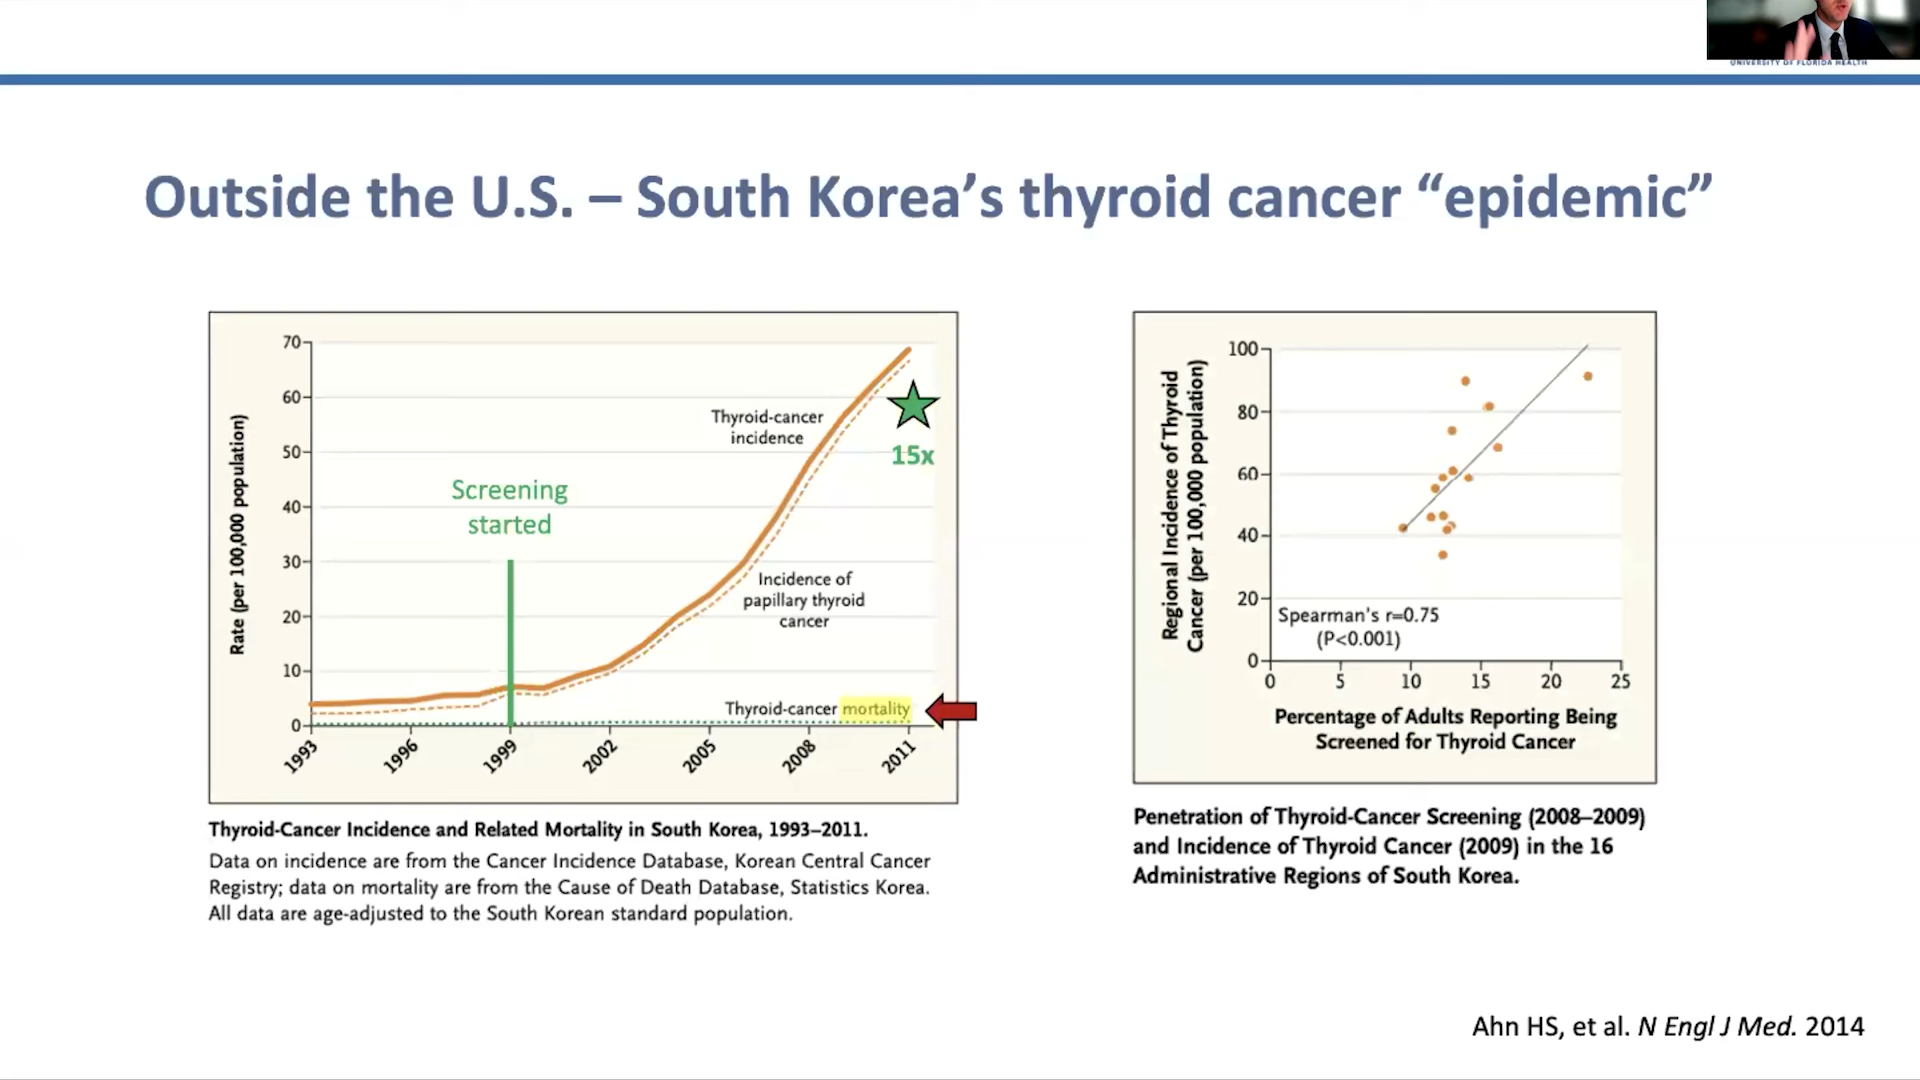 UNIVERSITY OF FLORIDA HEALTH
Outside the U.S. – South Korea’s thyroid cancer “epidemic”
Rate (per 100,000 population)
70
60
50
40
30
20
10
0
1993
1996
1999
2002
2005
2008
2011
Screening
started
Thyroid-cancer
incidence
15x
Incidence of
papillary thyroid
cancer
Thyroid-cancer mortality
Thyroid-Cancer Incidence and Related Mortality in South Korea, 1993–2011.
Data on incidence are from the Cancer Incidence Database, Korean Central Cancer
Registry; data on mortality are from the Cause of Death Database, Statistics Korea.
All data are age-adjusted to the South Korean standard population.
Regional Incidence of Thyroid
Cancer (per 100,000 population)
100
80
60
40
20
0
Spearman’s r=0.75
(P<0.001)
0
5
10
15
20
25
Percentage of Adults Reporting Being
Screened for Thyroid Cancer
Penetration of Thyroid-Cancer Screening (2008–2009)
and Incidence of Thyroid Cancer (2009) in the 16
Administrative Regions of South Korea.
Ahn HS, et al. N Engl J Med. 2014